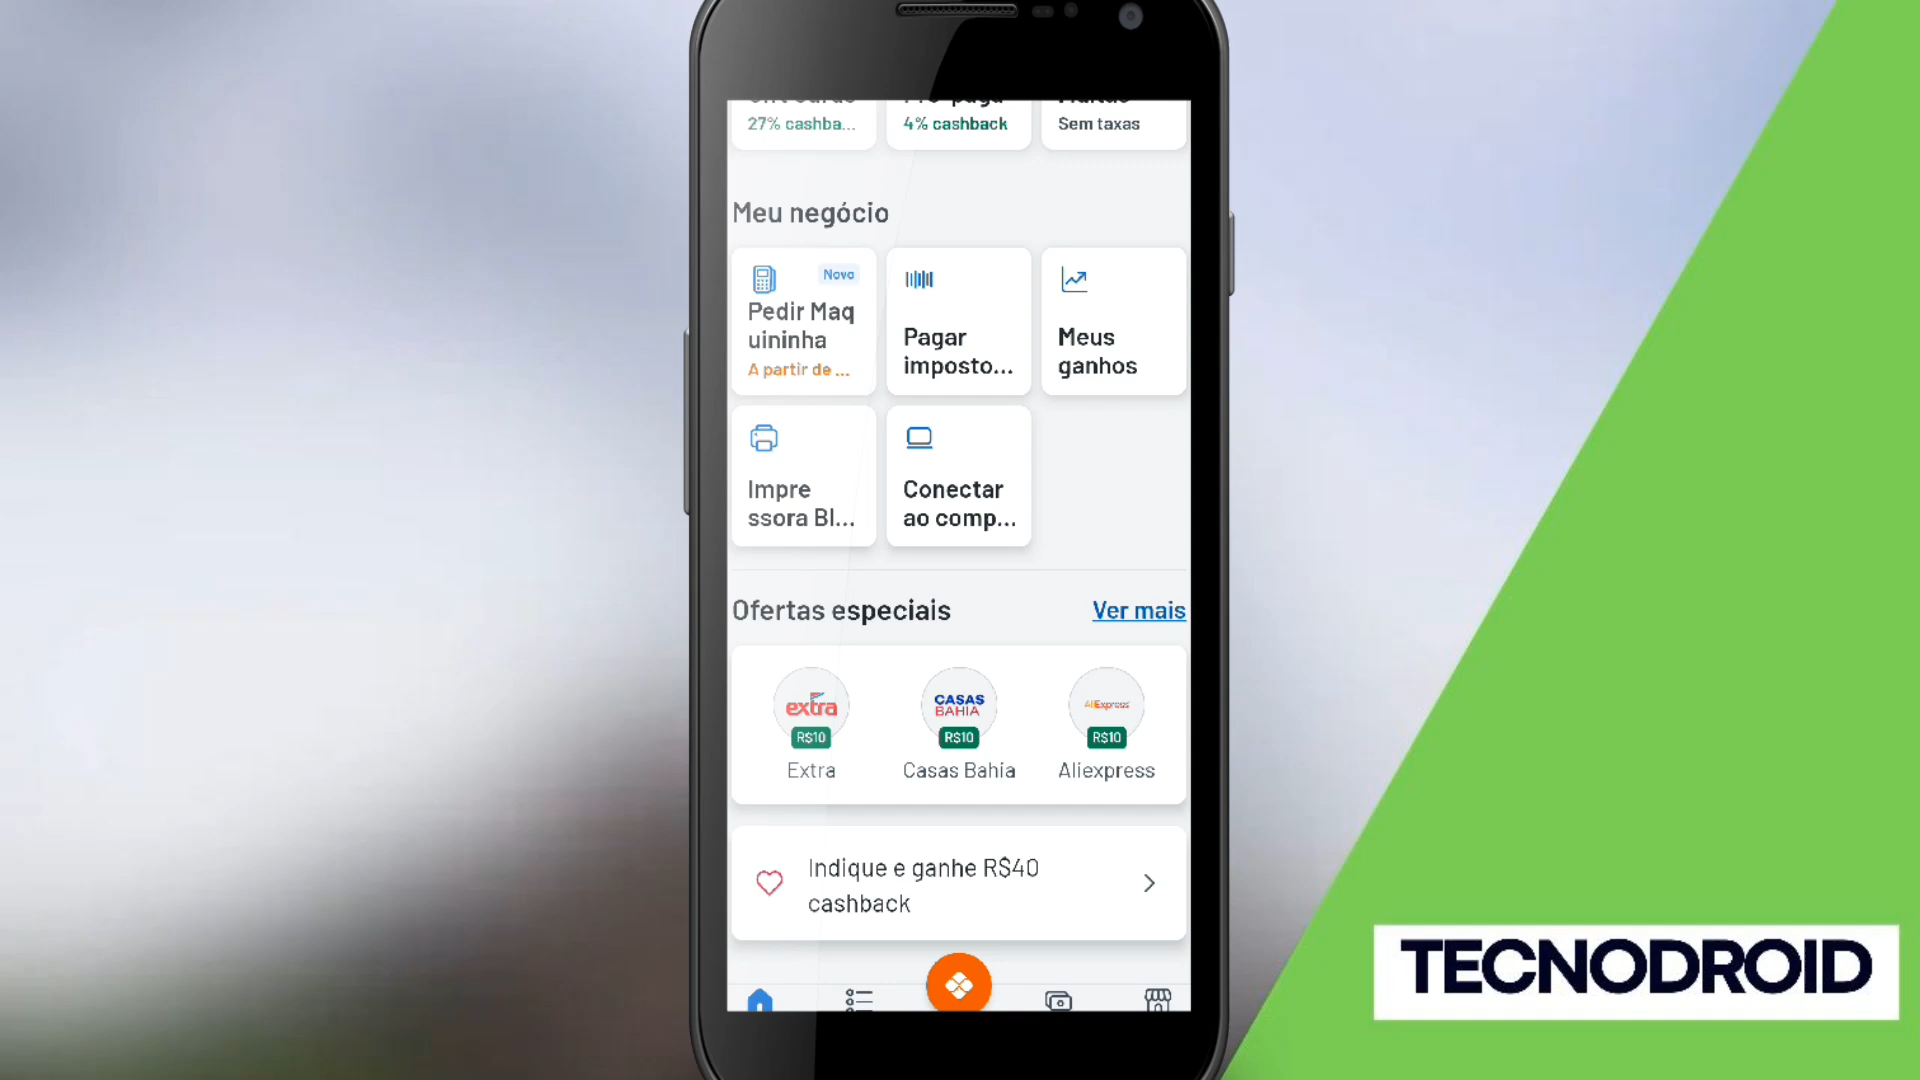 27% cashba...
4% cashback
Sem taxas
Meu negócio
Novo
Pedir Maq
uininha
A partir de ...
Pagar
imposto...
Meus
ganhos
Impre
ssora Bl...
Conectar
ao comp...
Ofertas especiais
Ver mais
extra
R$10
Extra
CASAS
BAHIA
R$10
Casas Bahia
AliExpress
R$10
Aliexpress
Indique e ganhe R$40
cashback
TECNODROID